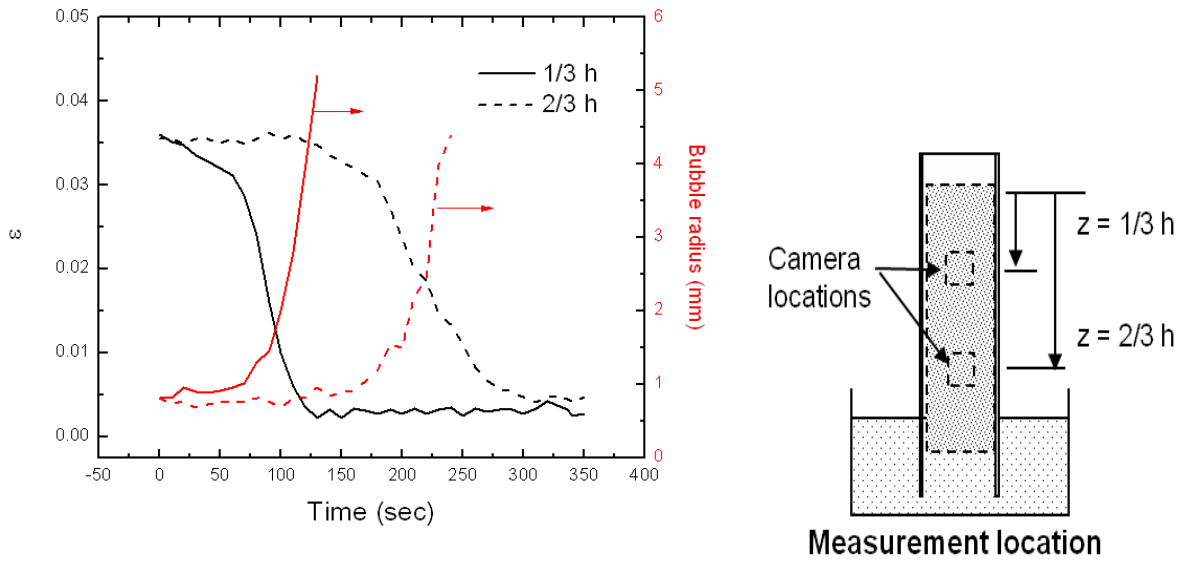 0.05
0.04
0.03
0.02
0.01
0.00
ε
6
5
4
3
2
1
0
Bubble radius (mm)
1/3 h
2/3 h
-50
0
50
100
150
200
250
300
350
400
Time (sec)
Camera
locations
z = 1/3 h
z = 2/3 h
Measurement location